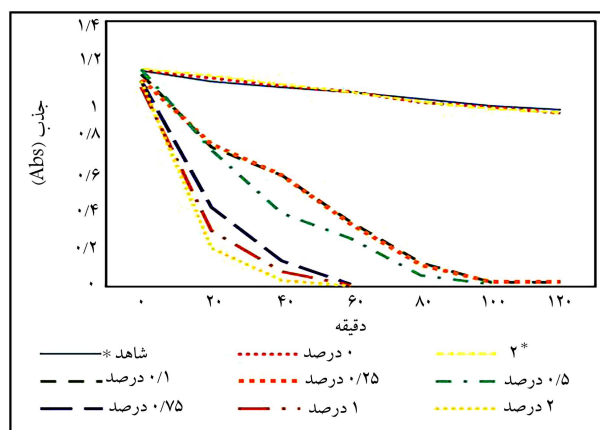 ۱/۴
۱/۲
۱
۰/۸
۰/۶
۰/۴
۰/۲
۰
جذب (Abs)
۰ ۲۰ ۴۰ ۶۰ ۸۰ ۱۰۰ ۱۲۰
دقیقه
شاهد * ۰ درصد ۲*
۰/۱ درصد ۰/۲۵ درصد ۰/۵ درصد
۰/۷۵ درصد ۱ درصد ۲ درصد